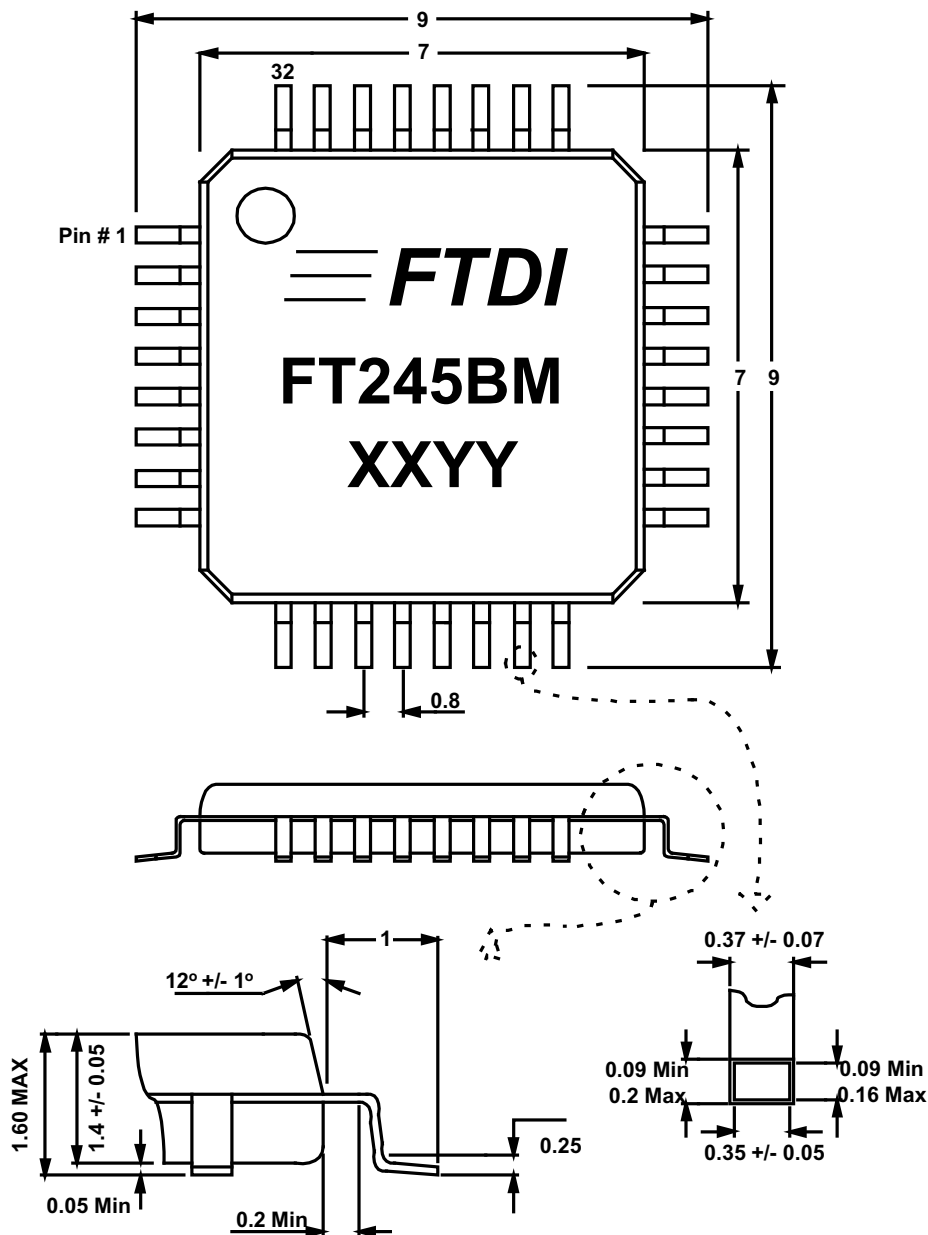 9
7
32
Pin # 1
FTDI
FT245BM
XXYY
7
9
0.8
1
12º +/- 1º
1.60 MAX
1.4 +/- 0.05
0.05 Min
0.2 Min
0.25
0.37 +/- 0.07
0.09 Min
0.2 Max
0.09 Min
0.16 Max
0.35 +/- 0.05